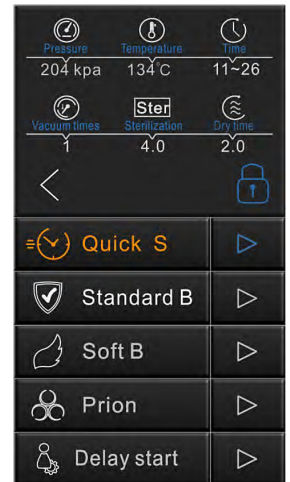 Pressure Temperature Time
204 kpa 134°C 11~26
Ster
Vacuum times Sterilization Dry time
1 4.0 2.0
Quick S
Standard B
Soft B
Prion
Delay start